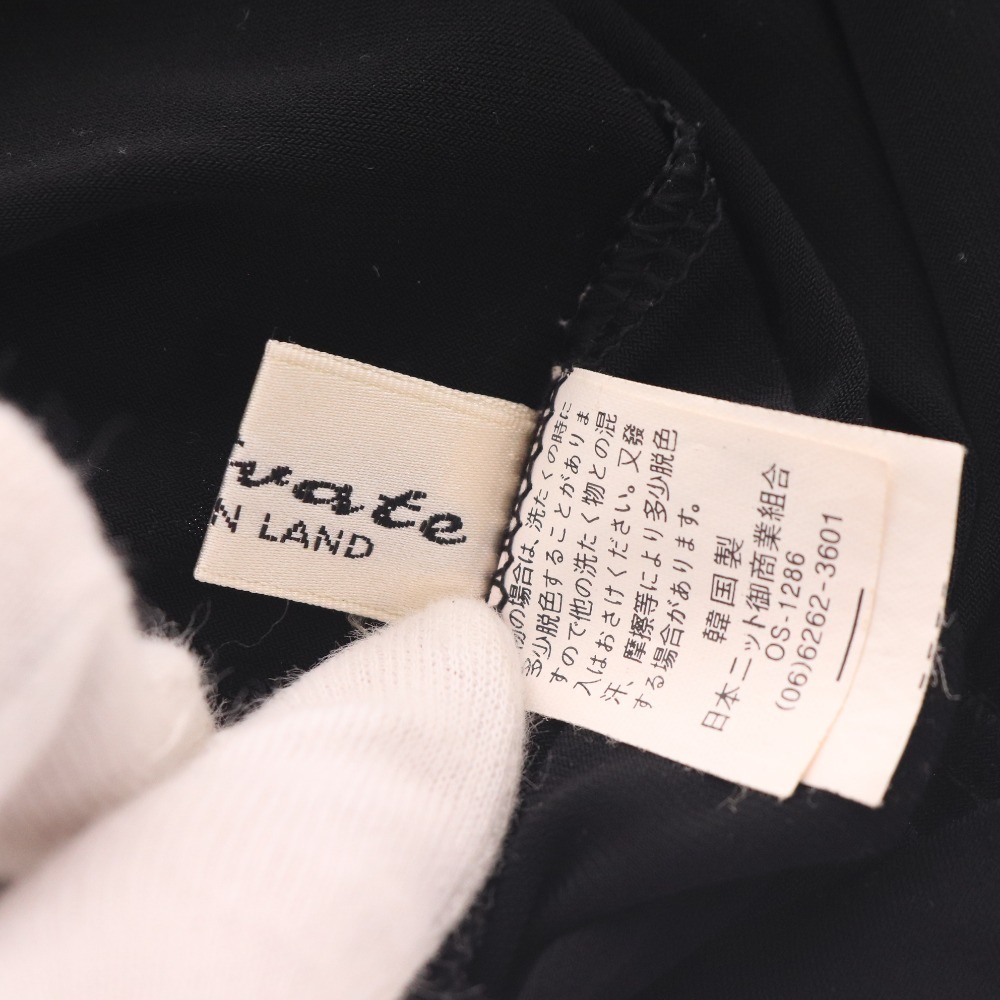 vate
N LAND
の場合は、洗たくの時に
多少脱色することがありま
すので他の洗たく物との混
入はおさけください。又發
汗、摩擦等により多少脱色
する場合があります。
韓国製
日本ニット御商業組合
OS-1286
(06)6262-3601